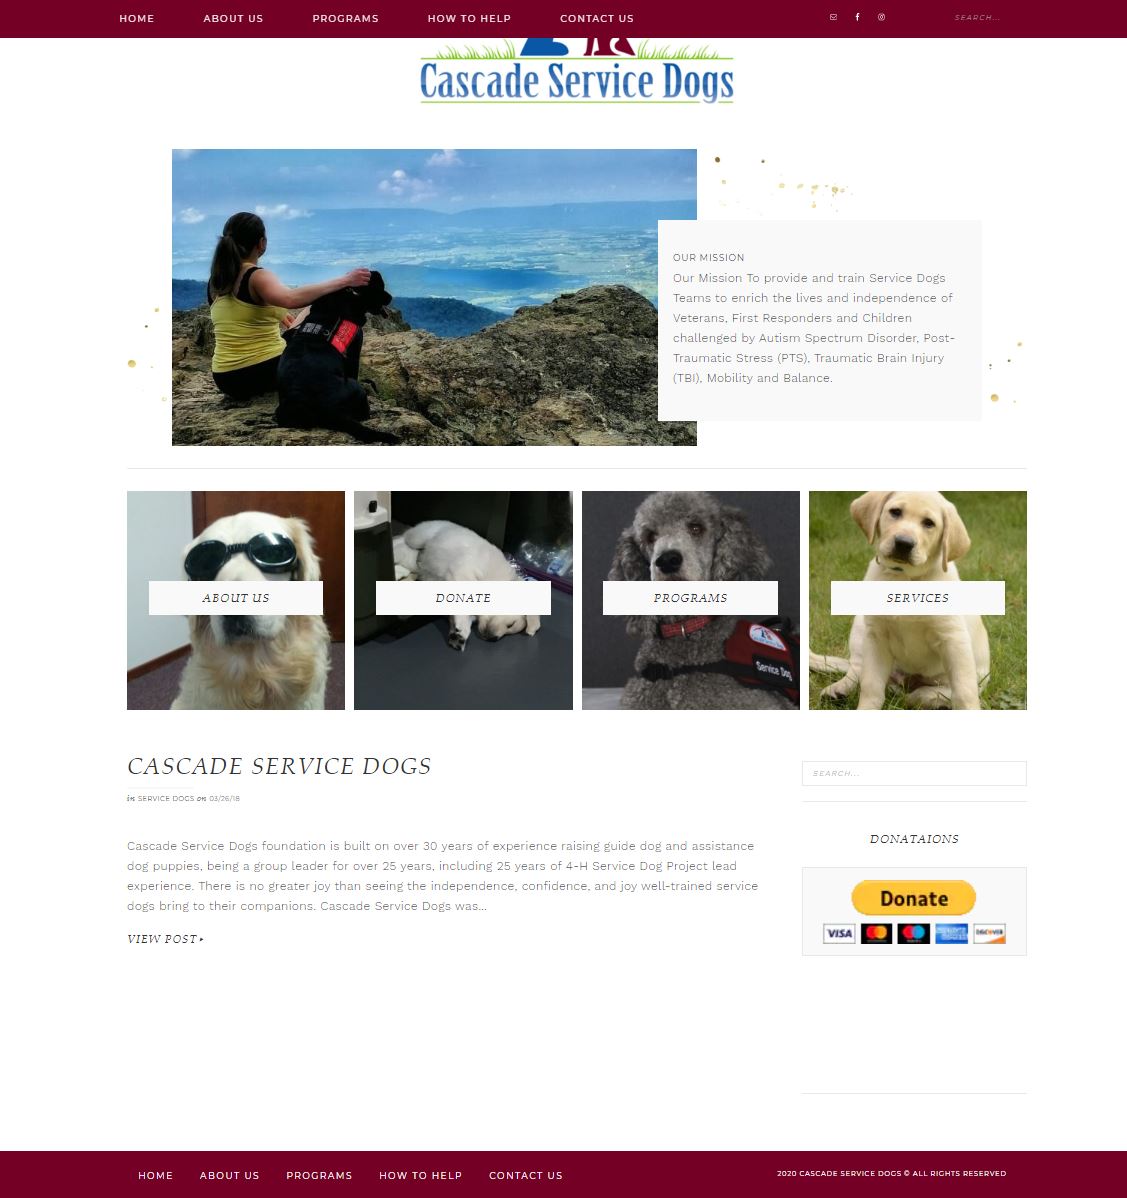 HOME ABOUT US PROGRAMS HOW TO HELP CONTACT US SEARCH...
Cascade Service Dogs
OUR MISSION
Our Mission To provide and train Service Dogs
Teams to enrich the lives and independence of
Veterans, First Responders and Children
challenged by Autism Spectrum Disorder, Post-
Traumatic Stress (PTS), Traumatic Brain Injury
(TBI), Mobility and Balance.
ABOUT US
DONATE
PROGRAMS
SERVICES
Service Dog
CASCADE SERVICE DOGS
in SERVICE DOGS on 03/26/18
Cascade Service Dogs foundation is built on over 30 years of experience raising guide dog and assistance
dog puppies, being a group leader for over 25 years, including 25 years of 4-H Service Dog Project lead
experience. There is no greater joy than seeing the independence, confidence, and joy well-trained service
dogs bring to their companions. Cascade Service Dogs was...
VIEW POST
SEARCH...
DONATAIONS
Donate
VISA DISCOVER
HOME ABOUT US PROGRAMS HOW TO HELP CONTACT US
2020 CASCADE SERVICE DOGS © ALL RIGHTS RESERVED